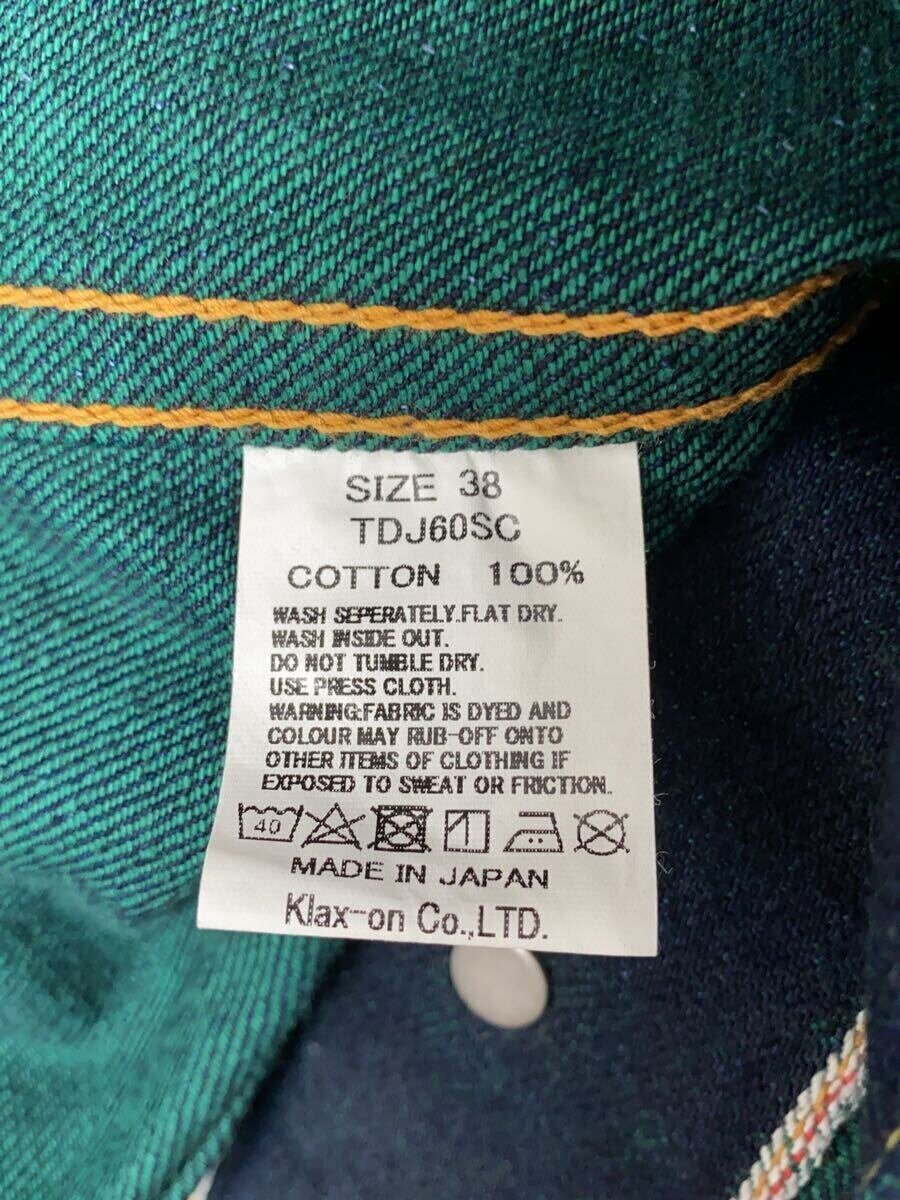 SIZE 38
TDJ60SC
COTTON 100%
WASH SEPERATELY.FLAT DRY.
WASH INSIDE OUT.
DO NOT TUMBLE DRY.
USE PRESS CLOTH.
WARNING:FABRIC IS DYED AND
COLOUR MAY RUB-OFF ONTO
OTHER ITEMS OF CLOTHING IF
EXPOSED TO SWEAT OR FRICTION.
40
MADE IN JAPAN
Klax-on Co.,LTD.